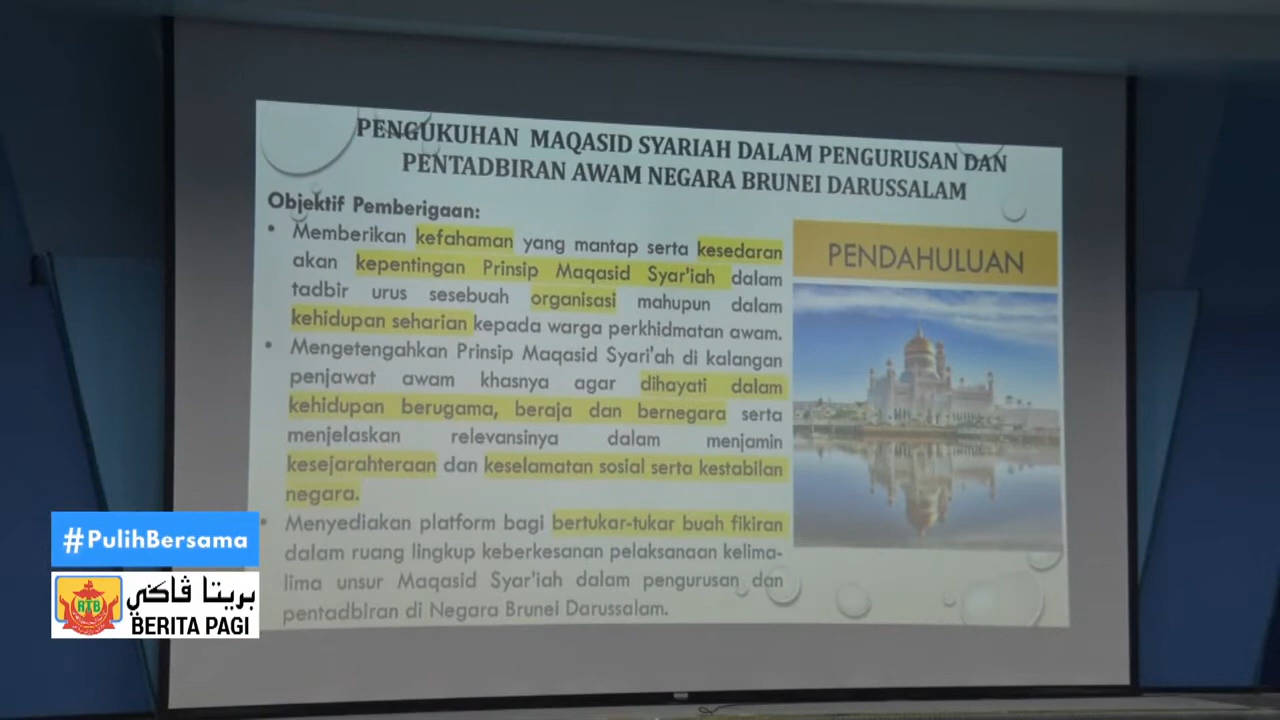 PENGUKUHAN MAQASID SYARIAH DALAM PENGURUSAN DAN
PENTADBIRAN AWAM NEGARA BRUNEI DARUSSALAM
Objektif Pemberigaan:
• Memberikan kefahaman yang mantap serta kesedaran
akan kepentingan Prinsip Maqasid Syar'iah dalam
tadbir urus sesebuah organisasi mahupun dalam
kehidupan seharian kepada warga perkhidmatan awam.
• Mengetengahkan Prinsip Maqasid Syari'ah di kalangan
penjawat awam khasnya agar dihayati dalam
kehidupan berugama, beraja dan bernegara serta
menjelaskan relevansinya dalam menjamin
kesejarahteraan dan keselamatan sosial serta kestabilan
negara.
• Menyediakan platform bagi bertukar-tukar buah fikiran
dalam ruang lingkup keberkesanan pelaksanaan kelima-
lima unsur Maqasid Syar'iah dalam pengurusan dan
pentadbiran di Negara Brunei Darussalam.
PENDAHULUAN
#PulihBersama
RTB
بريتا ڤاݢي
BERITA PAGI